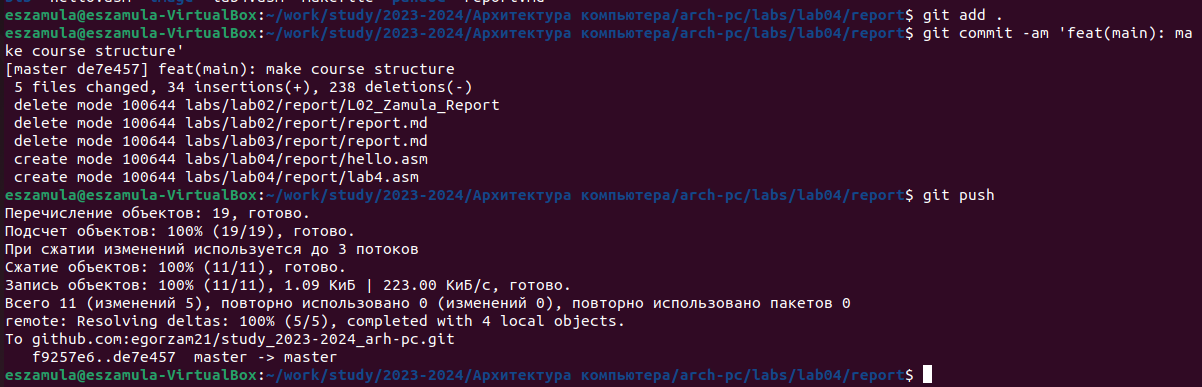 eszamula@eszamula-VirtualBox:~/work/study/2023-2024/Архитектура компьютера/arch-pc/labs/lab04/report$ git add .
eszamula@eszamula-VirtualBox:~/work/study/2023-2024/Архитектура компьютера/arch-pc/labs/lab04/report$ git commit -am 'feat(main): ma
ke course structure'
[master de7e457] feat(main): make course structure
 5 files changed, 34 insertions(+), 238 deletions(-)
 delete mode 100644 labs/lab02/report/L02_Zamula_Report
 delete mode 100644 labs/lab02/report/report.md
 delete mode 100644 labs/lab03/report/report.md
 create mode 100644 labs/lab04/report/hello.asm
 create mode 100644 labs/lab04/report/lab4.asm
eszamula@eszamula-VirtualBox:~/work/study/2023-2024/Архитектура компьютера/arch-pc/labs/lab04/report$ git push
Перечисление объектов: 19, готово.
Подсчет объектов: 100% (19/19), готово.
При сжатии изменений используется до 3 потоков
Сжатие объектов: 100% (11/11), готово.
Запись объектов: 100% (11/11), 1.09 КиБ | 223.00 КиБ/с, готово.
Всего 11 (изменений 5), повторно использовано 0 (изменений 0), повторно использовано пакетов 0
remote: Resolving deltas: 100% (5/5), completed with 4 local objects.
To github.com:egorzam21/study_2023-2024_arh-pc.git
   f9257e6..de7e457  master -> master
eszamula@eszamula-VirtualBox:~/work/study/2023-2024/Архитектура компьютера/arch-pc/labs/lab04/report$